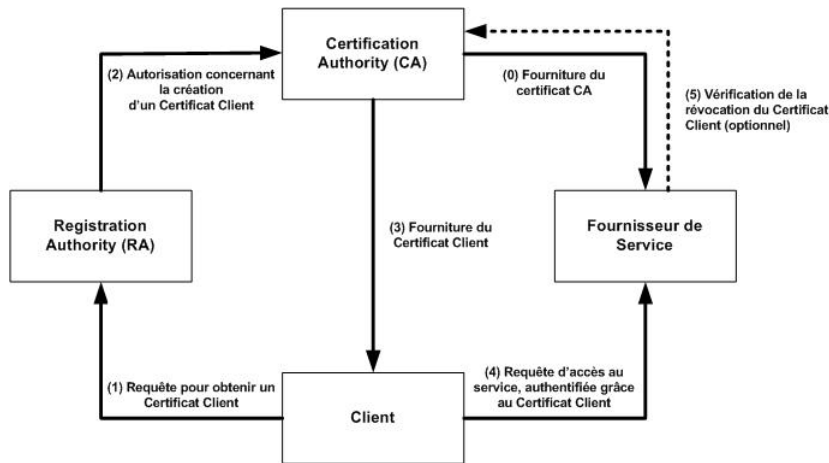 Certification
Authority (CA)
(2) Autorisation concernant
la création
d'un Certificat Client
(0) Fourniture du
certificat CA
(5) Vérification de la
révocation du Certificat
Client (optionnel)
Registration
Authority (RA)
(3) Fourniture du
Certificat Client
Fournisseur de
Service
(1) Requête pour obtenir un
Certificat Client
Client
(4) Requête d'accès au
service, authentifiée grâce
au Certificat Client